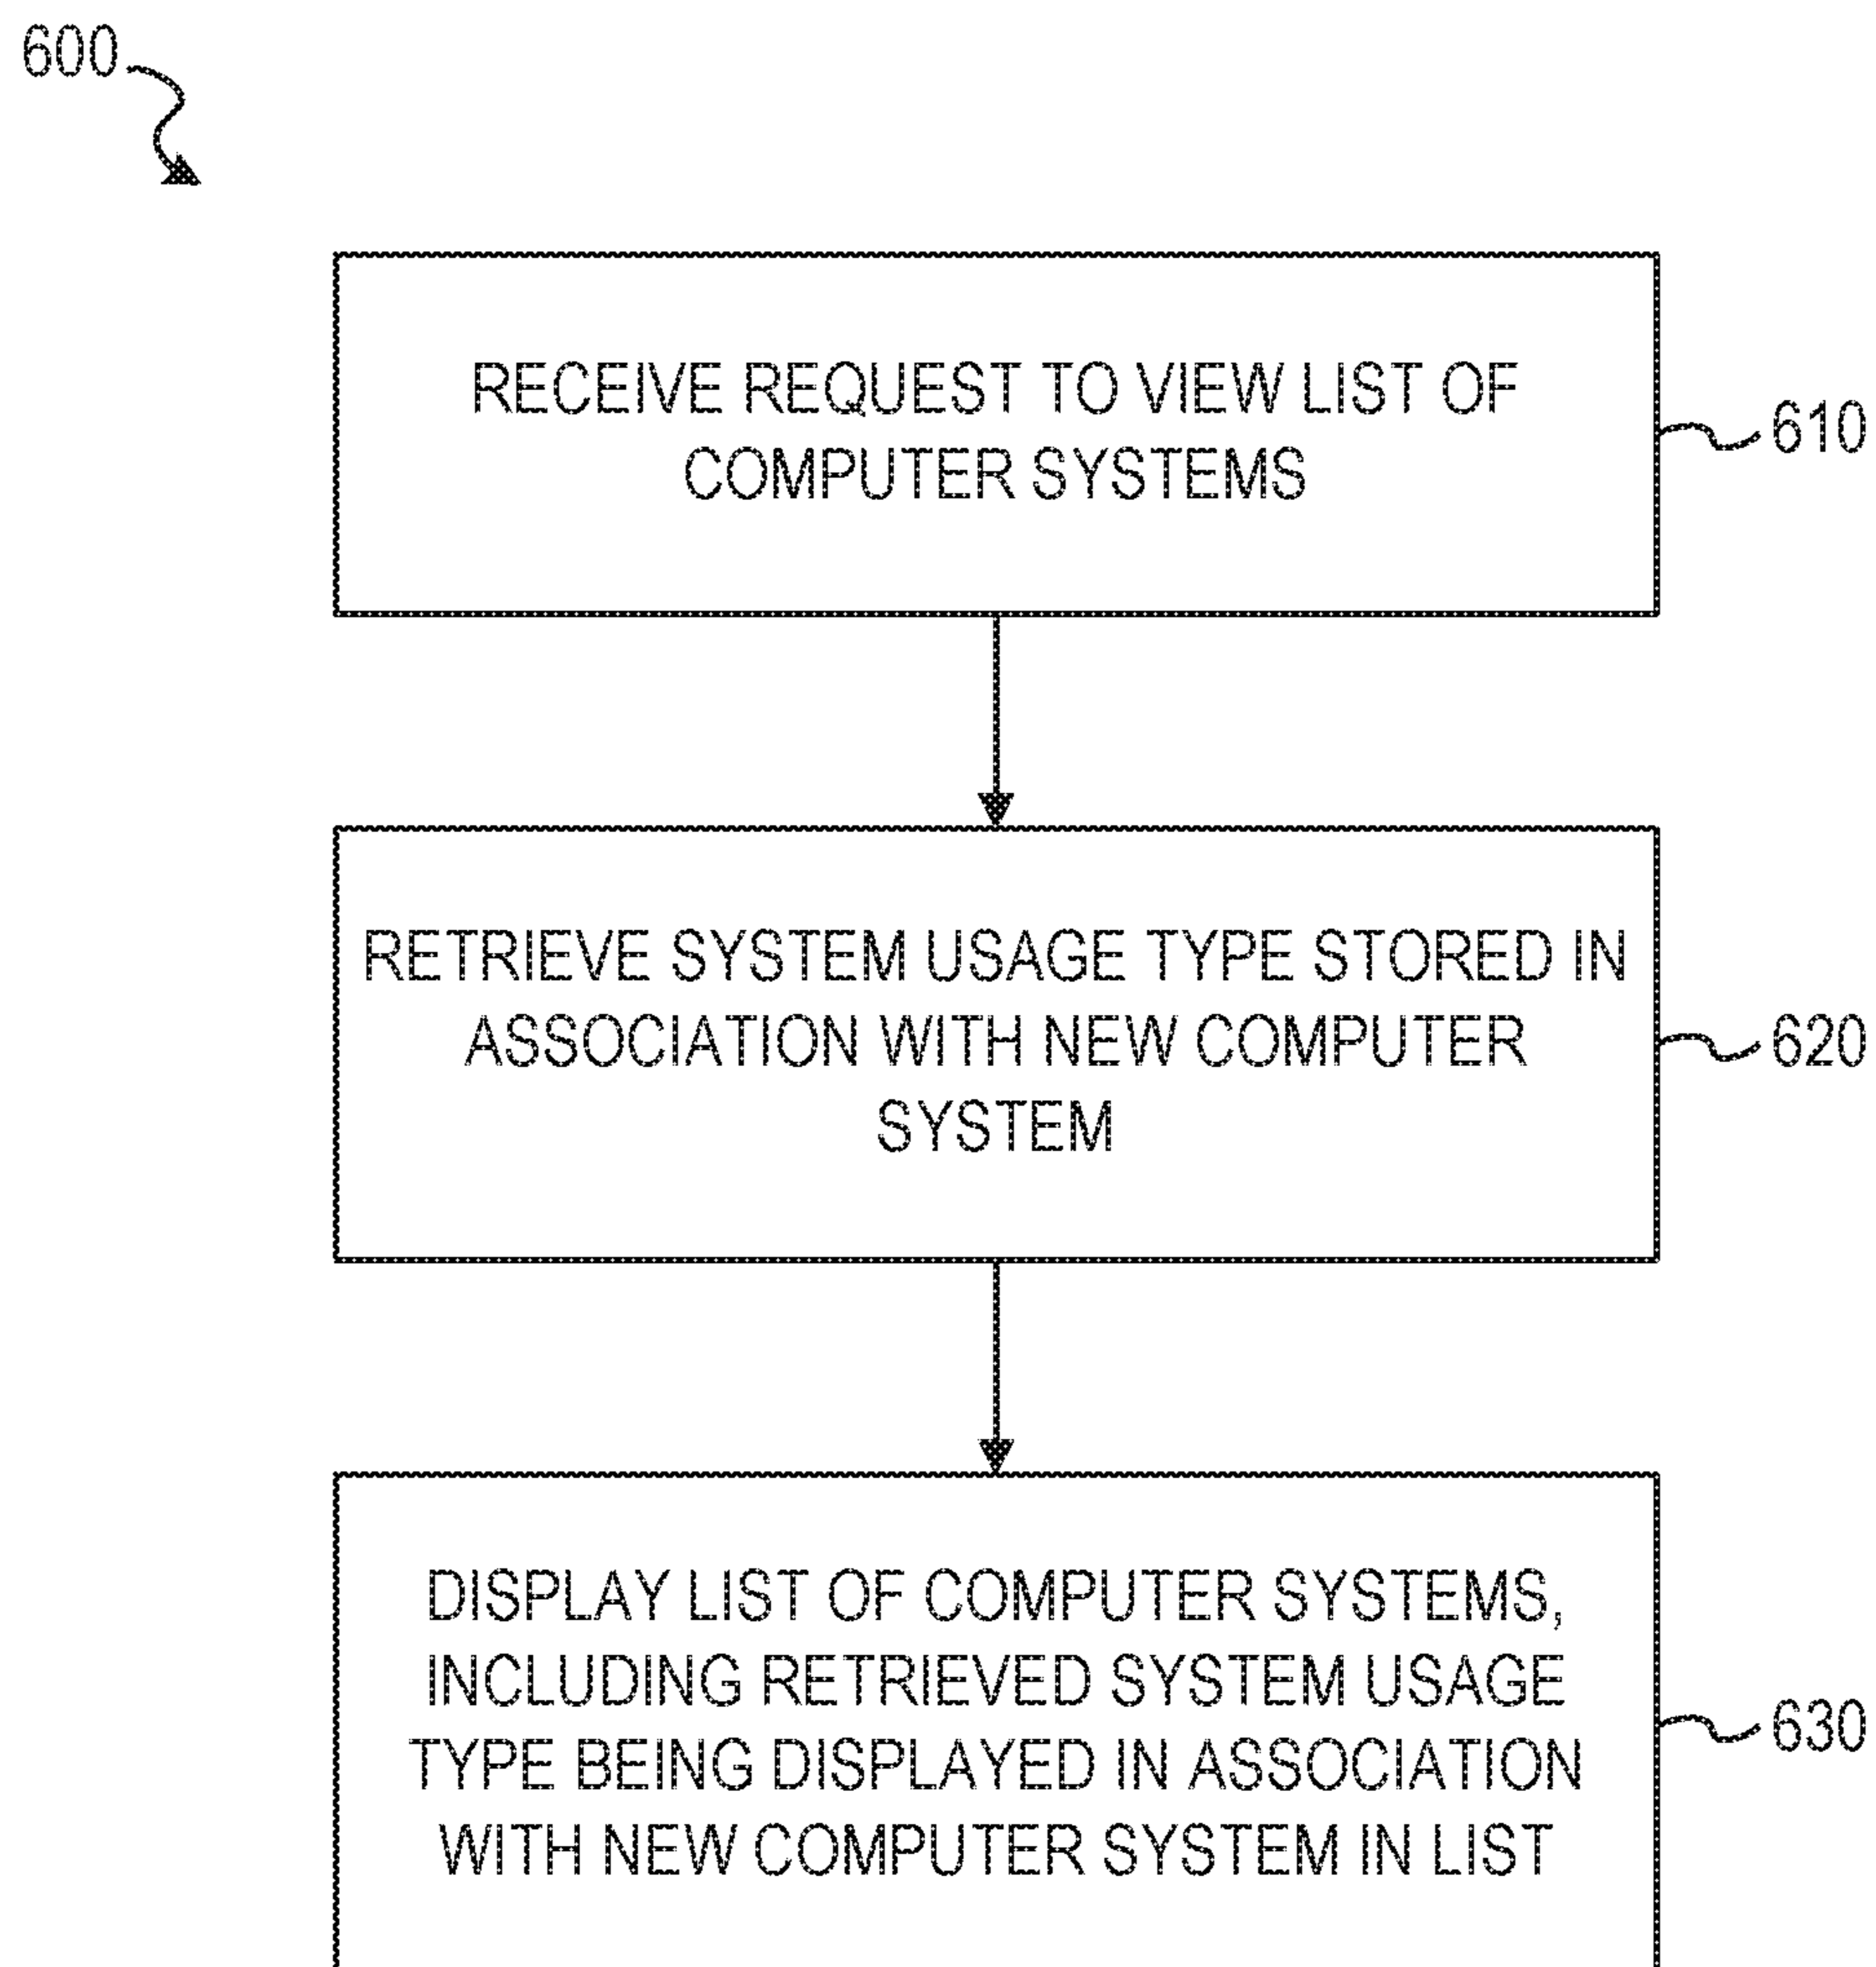 600
RECEIVE REQUEST TO VIEW LIST OF
COMPUTER SYSTEMS
610
RETRIEVE SYSTEM USAGE TYPE STORED IN
ASSOCIATION WITH NEW COMPUTER
SYSTEM
620
DISPLAY LIST OF COMPUTER SYSTEMS,
INCLUDING RETRIEVED SYSTEM USAGE
TYPE BEING DISPLAYED IN ASSOCIATION
WITH NEW COMPUTER SYSTEM IN LIST
630